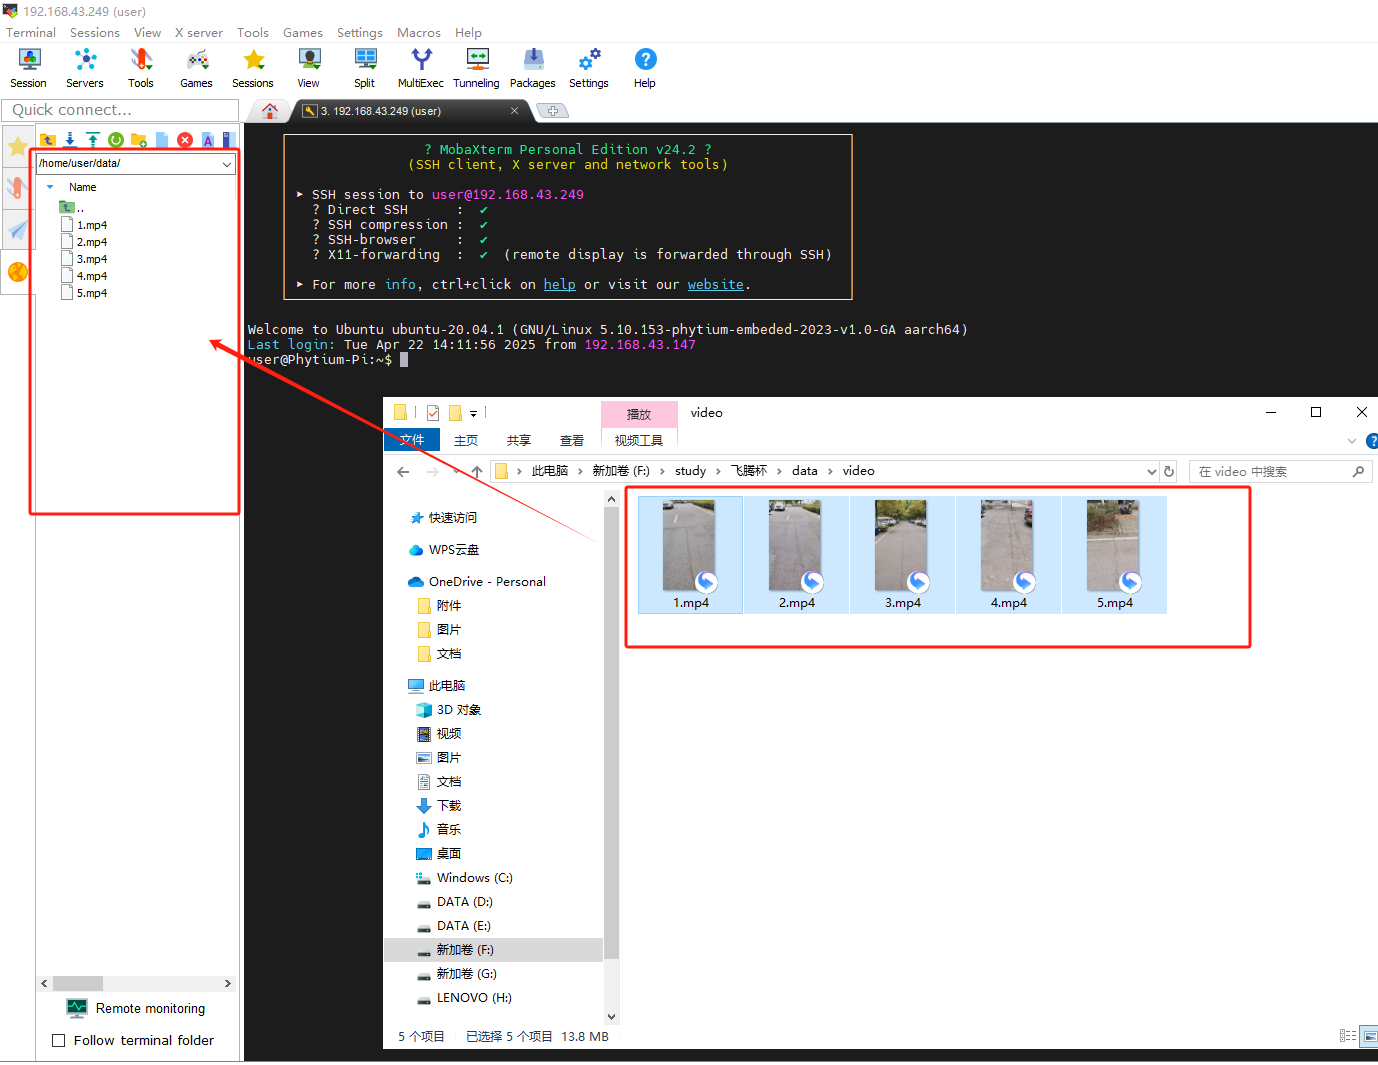 192.168.43.249 (user)
Terminal Sessions View X server Tools Games Settings Macros Help
Session Servers Tools Games Sessions View Split MultiExec Tunneling Packages Settings Help
Quick connect...
3. 192.168.43.249 (user)
/home/user/data/
Name
..
1.mp4
2.mp4
3.mp4
4.mp4
5.mp4
? MobaXterm Personal Edition v24.2 ?
(SSH client, X server and network tools)
➤ SSH session to user@192.168.43.249
? Direct SSH : ✔
? SSH compression : ✔
? SSH-browser : ✔
? X11-forwarding : ✔ (remote display is forwarded through SSH)
➤ For more info, ctrl+click on help or visit our website.
Welcome to Ubuntu ubuntu-20.04.1 (GNU/Linux 5.10.153-phytium-embeded-2023-v1.0-GA aarch64)
Last login: Tue Apr 22 14:11:56 2025 from 192.168.43.147
user@Phytium-Pi:~$
播放 video
文件 主页 共享 查看 视频工具
此电脑 › 新加卷 (F:) › study › 飞腾杯 › data › video
在 video 中搜索
快速访问
WPS云盘
OneDrive - Personal
附件
图片
文档
此电脑
3D 对象
视频
图片
文档
下载
音乐
桌面
Windows (C:)
DATA (D:)
DATA (E:)
新加卷 (F:)
新加卷 (G:)
LENOVO (H:)
1.mp4 2.mp4 3.mp4 4.mp4 5.mp4
5 个项目 已选择 5 个项目 13.8 MB
Remote monitoring
Follow terminal folder